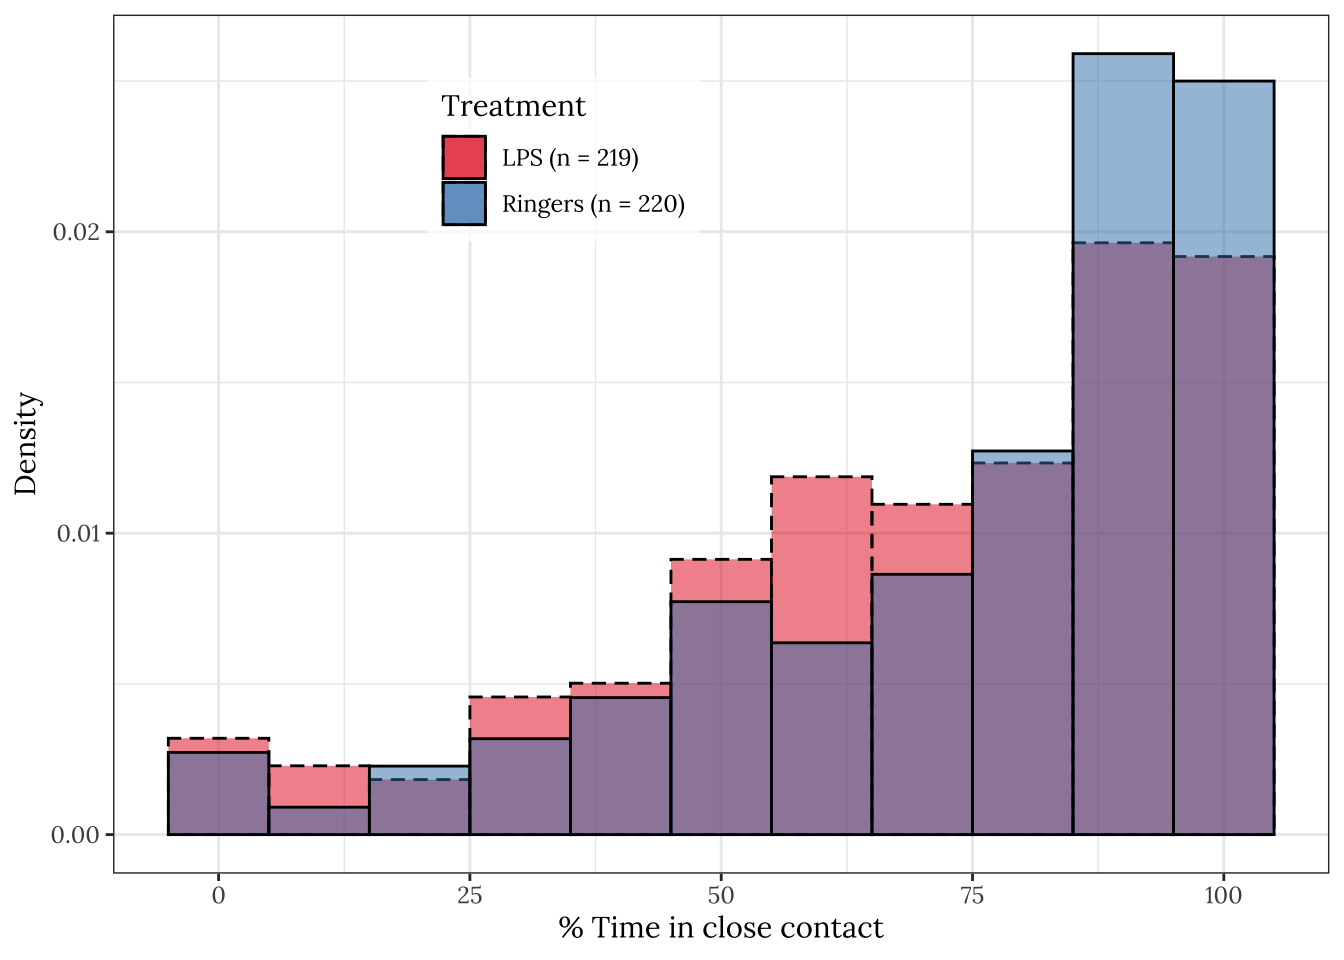 Treatment
LPS (n = 219)
Ringers (n = 220)
0.02
0.01
0.00
Density
0
25
50
75
100
% Time in close contact